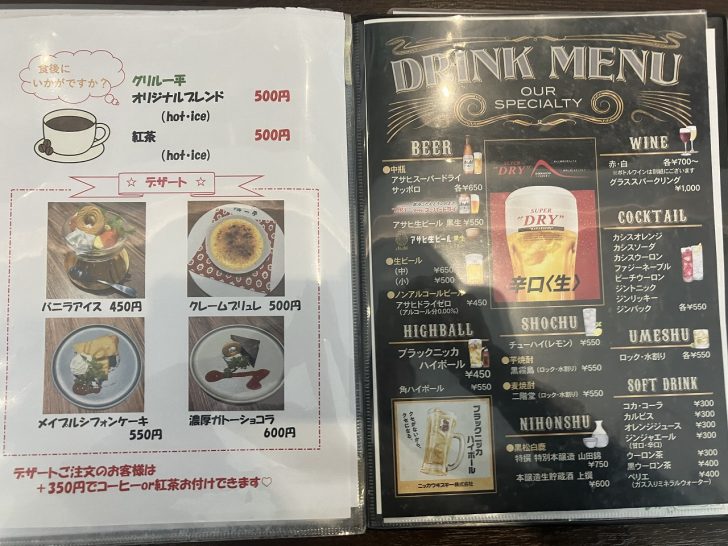 食後に
いかがですか？
グリル一平
オリジナルブレンド 500円
(hot・ice)
紅茶 500円
(hot・ice)
☆ デザート ☆
バニラアイス 450円
クレームブリュレ 500円
メイプルシフォンケーキ
550円
濃厚ガトーショコラ
600円
デザートご注文のお客様は
+350円でコーヒーor紅茶お付けできます♡
DRINK MENU
OUR
SPECIALTY
BEER
●中瓶
アサヒスーパードライ
サッポロ 各¥650
アサヒ生ビール 黒生 ¥550
アサヒ生ビール
¥550
●生ビール
(中) ¥650
(小) ¥500
●ノンアルコールビール
アサヒドライゼロ ¥450
(アルコール分0.00%)
HIGHBALL
ブラックニッカ
ハイボール
¥450
角ハイボール ¥550
ブラックニッカ
ハイボール
クセがないから、
クセになる。
ニッカウヰスキー株式会社
SUPER
"DRY"
SUPER
"DRY"
辛口〈生〉
SHOCHU
チューハイ(レモン) ¥550
●芋焼酎
黒霧島(ロック・水割り) ¥550
●麦焼酎
二階堂(ロック・水割り) ¥550
NIHONSHU
●黒松白鹿
特撰 特別本醸造 山田錦
¥750
本醸造生貯蔵酒 上撰
¥600
WINE
赤・白 各¥700〜
※ボトルワインは別紙にございます
グラススパークリング
¥1,000
COCKTAIL
カシスオレンジ
カシスソーダ
カシスウーロン
ファジーネーブル
ピーチウーロン
ジントニック
ジンリッキー
ジンバック 各¥550
UMESHU
ロック・水割り 各¥550
SOFT DRINK
コカ・コーラ ¥300
カルピス ¥300
オレンジジュース ¥300
ジンジャエール ¥300
(甘口・辛口)
ウーロン茶 ¥300
黒ウーロン茶 ¥350
ペリエ ¥350
(ガス入りミネラルウォーター)